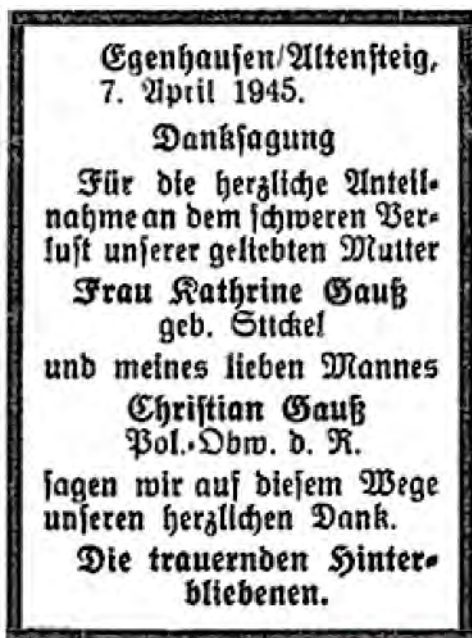 Egenhausen/Altensteig,
7. April 1945.
Danksagung
Für die herzliche Anteil-
nahme an dem schweren Ver-
lust unserer geliebten Mutter
Frau Kathrine Gauß
geb. Stickel
und meines lieben Mannes
Christian Gauß
Pol.-Obw. d. R.
sagen wir auf diesem Wege
unseren herzlichen Dank.
Die trauernden Hinter-
bliebenen.